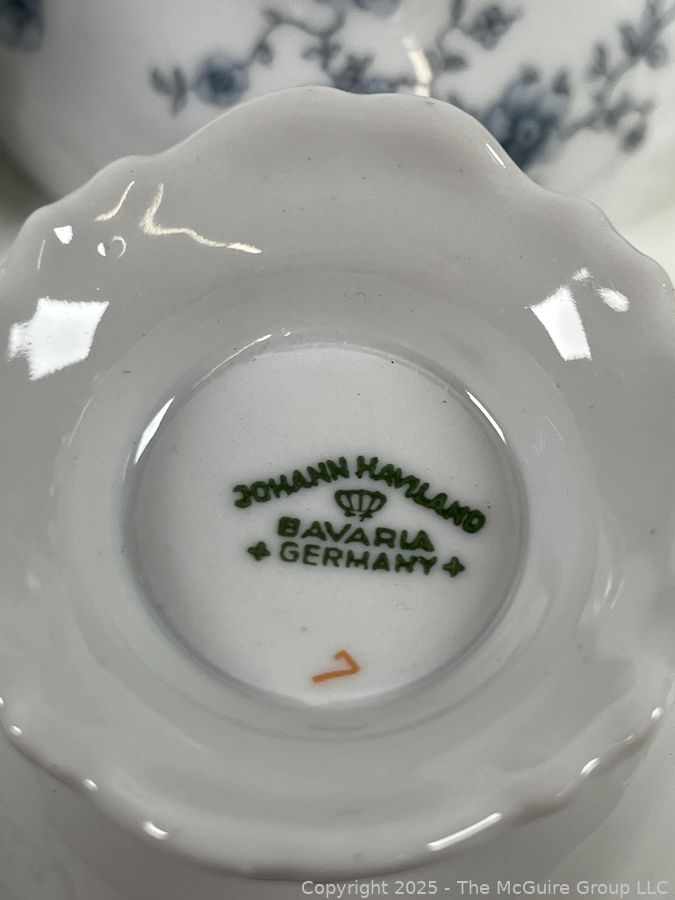 JOHANN HAVILAND
BAVARIA
GERMANY
7
Copyright 2025 - The McGuire Group LLC